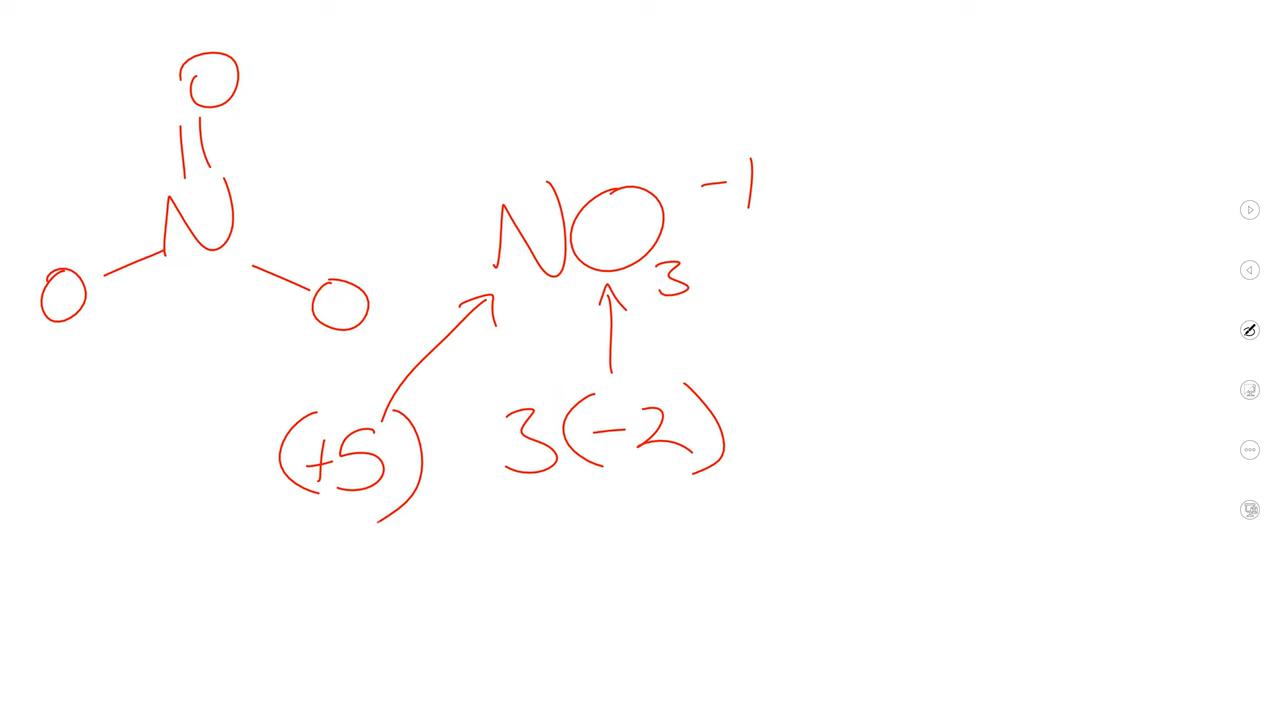 O
N
O O
NO₃ -1
(+5) 3(-2)